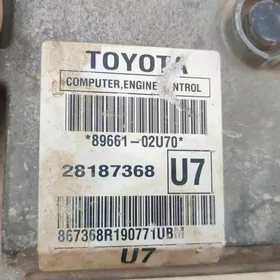 TOYOTA
COMPUTER,ENGINE CONTROL
*89661-02U70*
28187368 U7
867368R190771UBM
U7